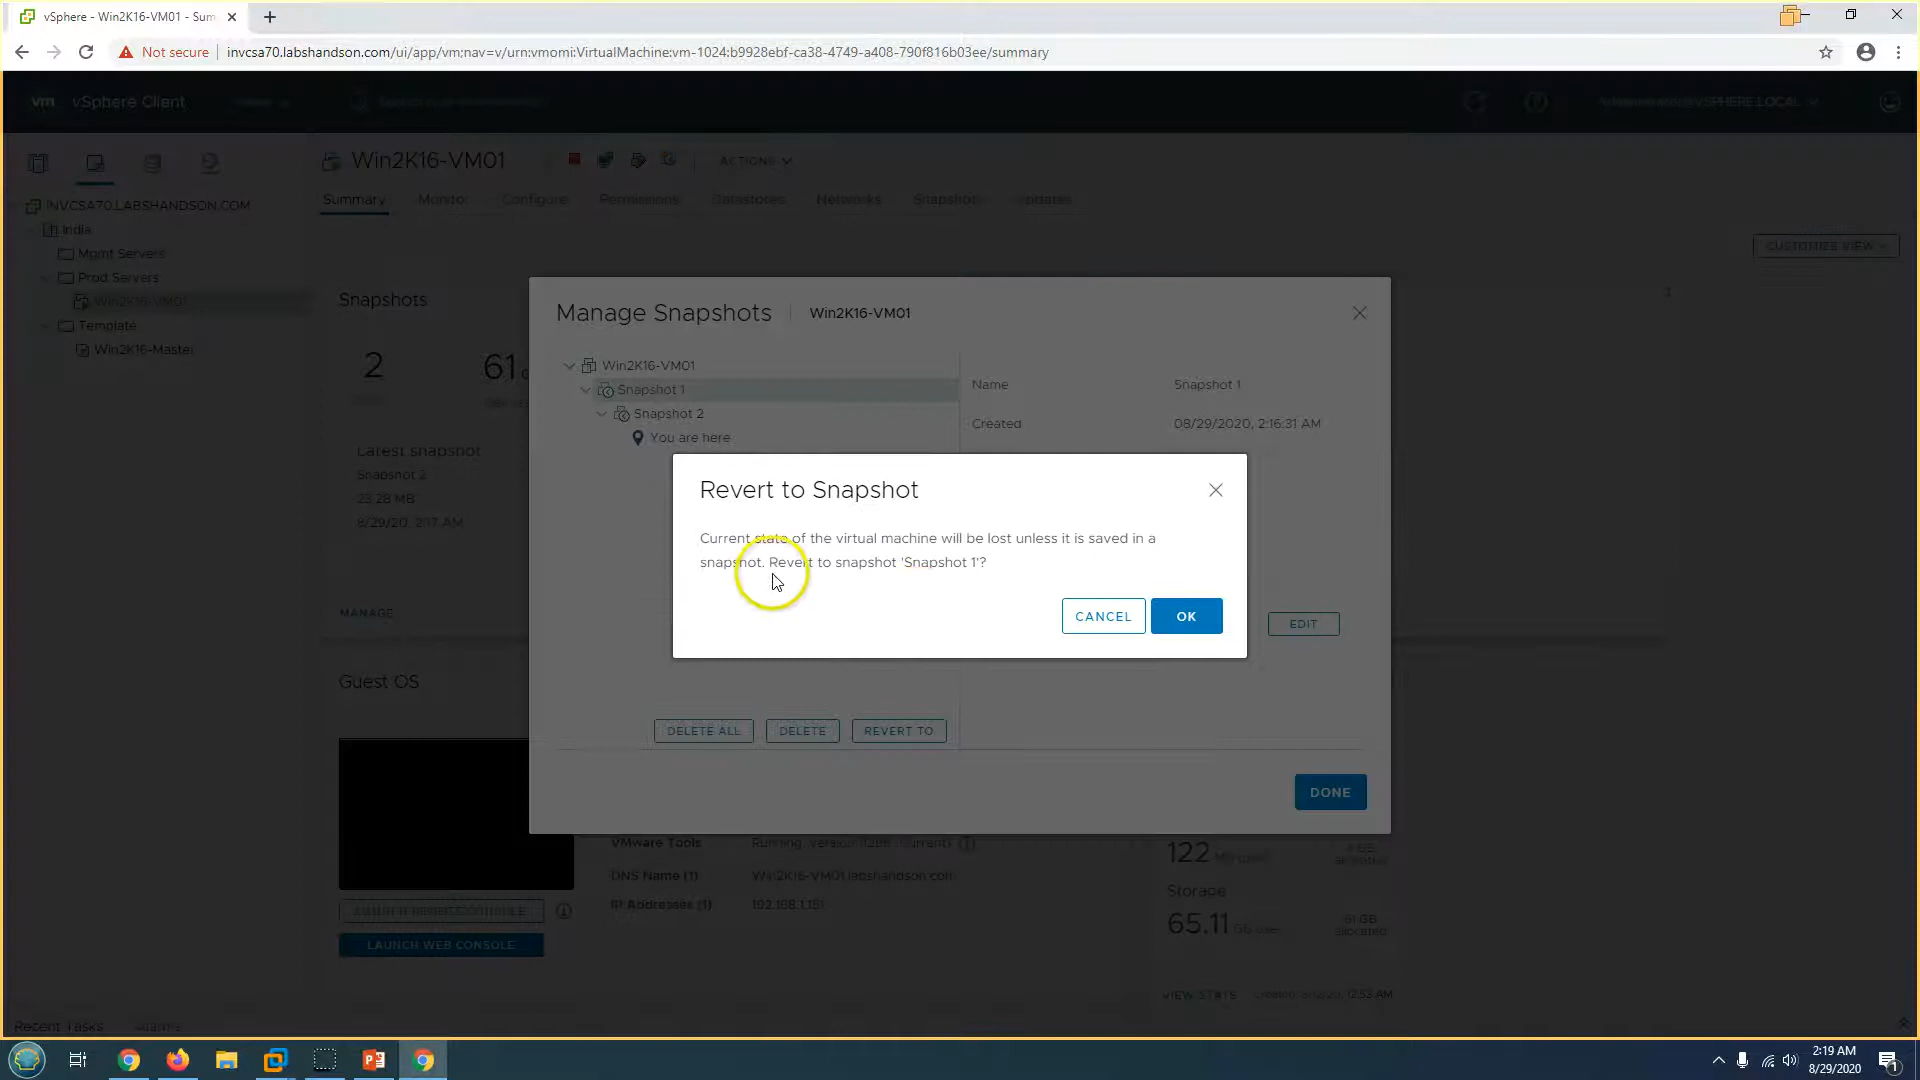 vSphere - Win2K16-VM01 - Sum
Not secure
invcsa70.labshandson.com/ui/app/vm;nav=v/urn:vmomi:VirtualMachine:vm-1024:b9928ebf-ca38-4749-a408-790f816b03ee/summary
vm vSphere Client
Win2K16-VM01
ACTIONS
Summary Monitor Configure Permissions Datastores Networks Snapshots Updates
INVCSA70.LABSHANDSON.COM
India
Mgmt Servers
Prod Servers
Win2K16-VM01
Template
Win2K16-Master
CUSTOMIZE VIEW
Snapshots
2
61
Latest snapshot
Snapshot 2
23.28 MB
8/29/20, 2:17 AM
MANAGE
Manage Snapshots Win2K16-VM01
Win2K16-VM01
Snapshot 1
Snapshot 2
You are here
Name Snapshot 1
Created 08/29/2020, 2:16:31 AM
Revert to Snapshot
Current state of the virtual machine will be lost unless it is saved in a
snapshot. Revert to snapshot 'Snapshot 1'?
CANCEL OK
EDIT
DELETE ALL DELETE REVERT TO
DONE
Guest OS
LAUNCH WEB CONSOLE
VMware Tools
DNS Name (1) Win2K16-VM01.labshandson.com
IP Addresses (1)
122
Storage
65.11
61 GB
allocated
VIEW STATS
Recent Tasks Alarms
2:19 AM
8/29/2020
1